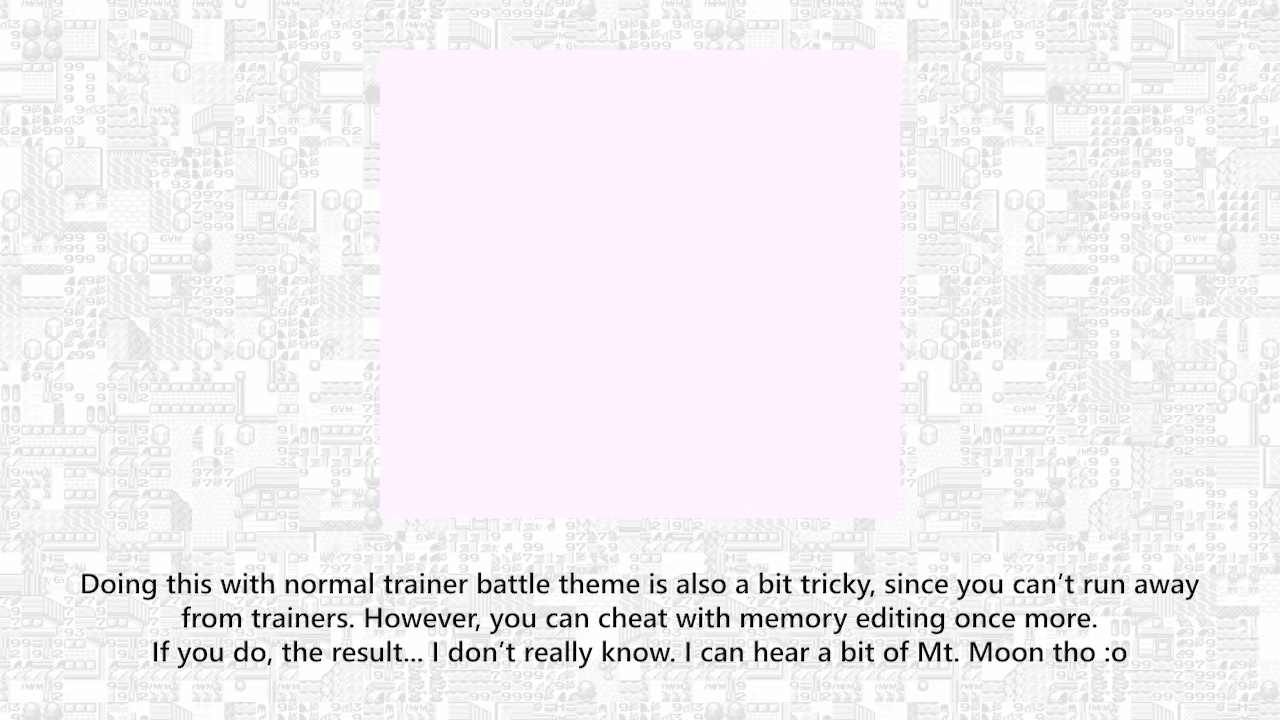 Doing this with normal trainer battle theme is also a bit tricky, since you can’t run away
from trainers. However, you can cheat with memory editing once more.
If you do, the result... I don’t really know. I can hear a bit of Mt. Moon tho :o